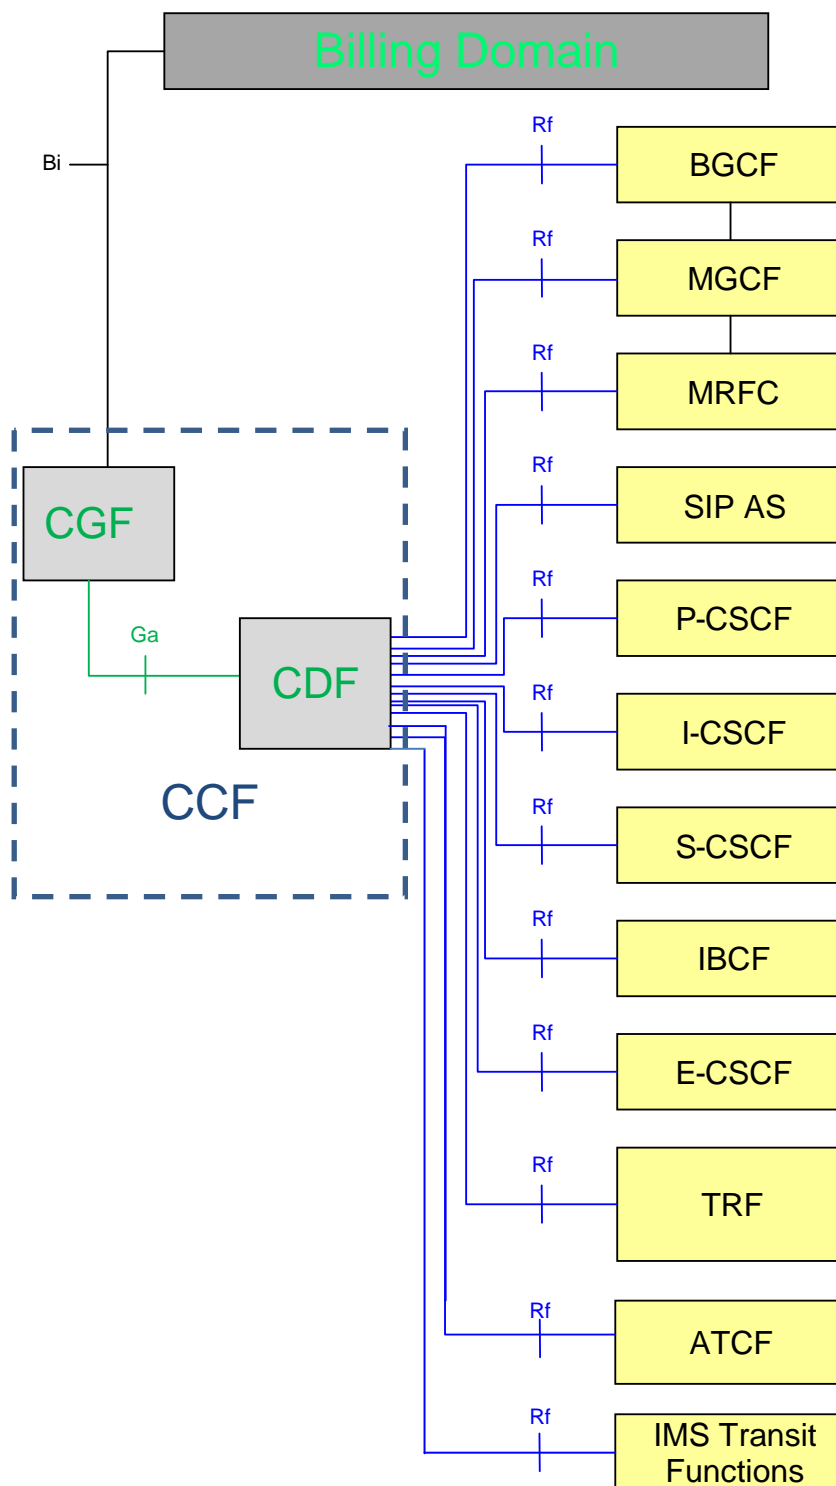 Billing Domain
Rf
BGCF
Bi
Rf
MGCF
Rf
MRFC
Rf
SIP AS
CGF
Rf
P-CSCF
Ga
CDF
Rf
I-CSCF
CCF
Rf
S-CSCF
Rf
IBCF
Rf
E-CSCF
Rf
TRF
Rf
ATCF
Rf
IMS Transit
Functions